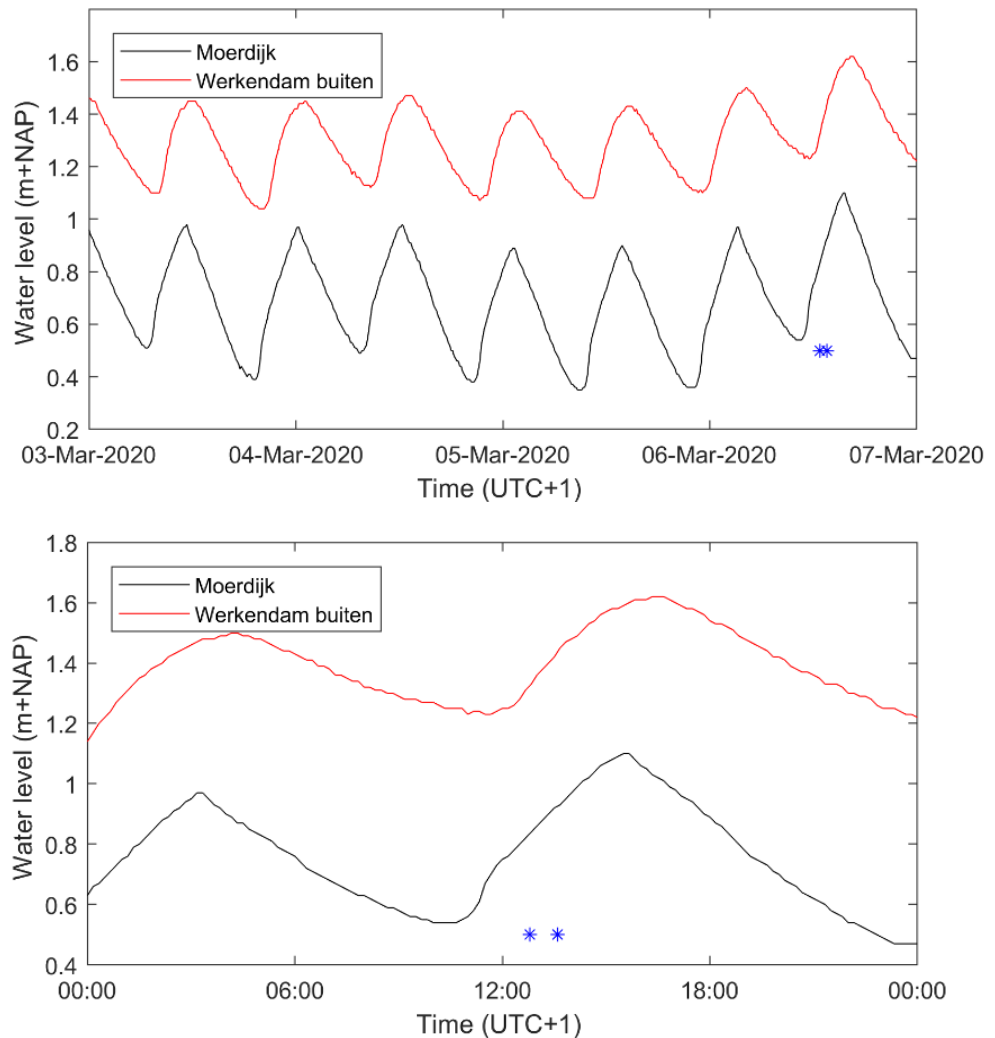 Water level (m+NAP)
1.6
1.4
1.2
1
0.8
0.6
0.4
0.2
Moerdijk
Werkendam buiten
03-Mar-2020 04-Mar-2020 05-Mar-2020 06-Mar-2020 07-Mar-2020
Time (UTC+1)
Water level (m+NAP)
1.8
1.6
1.4
1.2
1
0.8
0.6
0.4
Moerdijk
Werkendam buiten
00:00 06:00 12:00 18:00 00:00
Time (UTC+1)